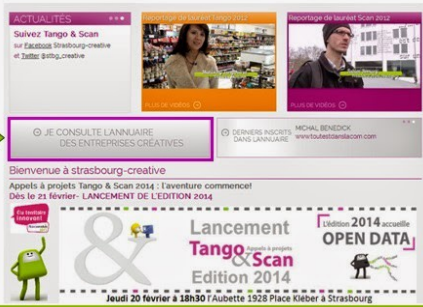 ACTUALITÉS
Suivez Tango & Scan
sur Facebook Strasbourg-creative
et Twitter @stbg_creative
Reportage de lauréat Tango 2012
PLUS DE VIDÉOS
Reportage de lauréat Scan 2012
PLUS DE VIDÉOS
JE CONSULTE L'ANNUAIRE
DES ENTREPRISES CRÉATIVES
DERNIERS INSCRITS
DANS L'ANNUAIRE
MICHAL BENEDICK
www.toutestdanslacom.com
Bienvenue à strasbourg-creative
Appels à projets Tango & Scan 2014 : l'aventure commence!
Dès le 21 février- LANCEMENT DE L'EDITION 2014
Un territoire
innovant
&
Lancement
Tango
Appels à projets
&Scan
Edition 2014
L'édition 2014 accueille
OPEN DATA
Jeudi 20 février à 18h30 l'Aubette 1928 Place Kléber à Strasbourg